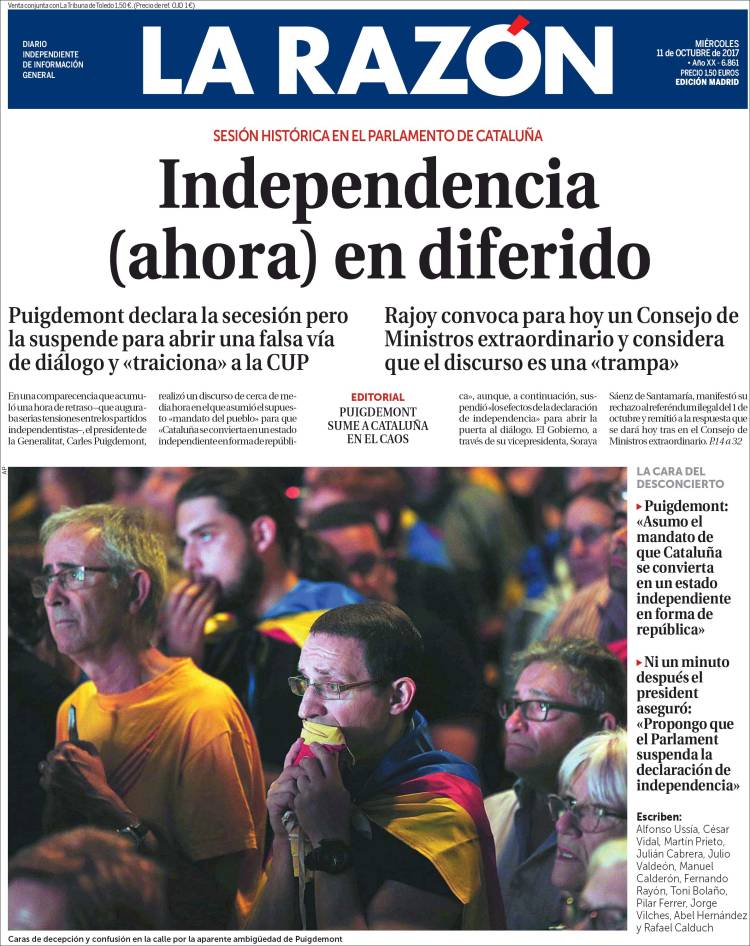 Venta conjunta con La Tribuna de Toledo 1,50 €. (Precio de ref. OJD 1 €)
DIARIO
INDEPENDIENTE
DE INFORMACIÓN
GENERAL
LA RAZÓN
MIÉRCOLES
11 de OCTUBRE de 2017
• Año XX - 6.861
PRECIO 1,50 EUROS
EDICIÓN MADRID
SESIÓN HISTÓRICA EN EL PARLAMENTO DE CATALUÑA
Independencia
(ahora) en diferido
Puigdemont declara la secesión pero
la suspende para abrir una falsa vía
de diálogo y «traiciona» a la CUP
Rajoy convoca para hoy un Consejo de
Ministros extraordinario y considera
que el discurso es una «trampa»
En una comparecencia que acumu-
ló una hora de retraso –que augura-
ba serias tensiones entre los partidos
independentistas–, el presidente de
la Generalitat, Carles Puigdemont,
realizó un discurso de cerca de me-
dia hora en el que asumió el supues-
to «mandato del pueblo» para que
«Cataluña se convierta en un estado
independiente en forma de repúbli-
EDITORIAL
PUIGDEMONT
SUME A CATALUÑA
EN EL CAOS
ca», aunque, a continuación, sus-
pendió «los efectos de la declaración
de independencia» para abrir la
puerta al diálogo. El Gobierno, a
través de su vicepresidenta, Soraya
Sáenz de Santamaría, manifestó su
rechazo al referéndum ilegal del 1 de
octubre y remitió a la respuesta que
se dará hoy tras en el Consejo de
Ministros extraordinario. P.14 a 32
AP
LA CARA DEL
DESCONCIERTO
Puigdemont:
«Asumo el
mandato de
que Cataluña
se convierta
en un estado
independiente
en forma de
república»
Ni un minuto
después el
president
aseguró:
«Propongo que
el Parlament
suspenda la
declaración de
independencia»
Escriben:
Alfonso Ussía, César
Vidal, Martín Prieto,
Julián Cabrera, Julio
Valdeón, Manuel
Calderón, Fernando
Rayón, Toni Bolaño,
Pilar Ferrer, Jorge
Vilches, Abel Hernández
y Rafael Calduch
Caras de decepción y confusión en la calle por la aparente ambigüedad de Puigdemont